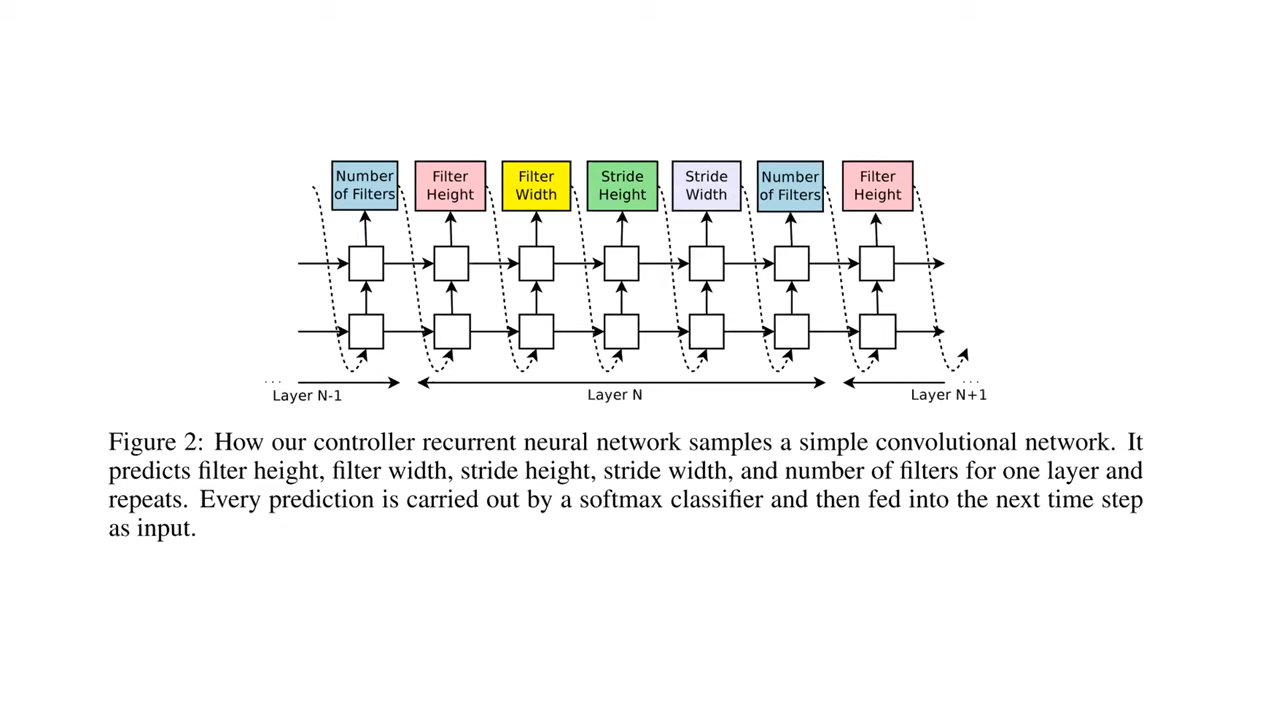 Number
of Filters
Filter
Height
Filter
Width
Stride
Height
Stride
Width
Number
of Filters
Filter
Height
...
Layer N-1
Layer N
...
Layer N+1
Figure 2: How our controller recurrent neural network samples a simple convolutional network. It
predicts filter height, filter width, stride height, stride width, and number of filters for one layer and
repeats. Every prediction is carried out by a softmax classifier and then fed into the next time step
as input.